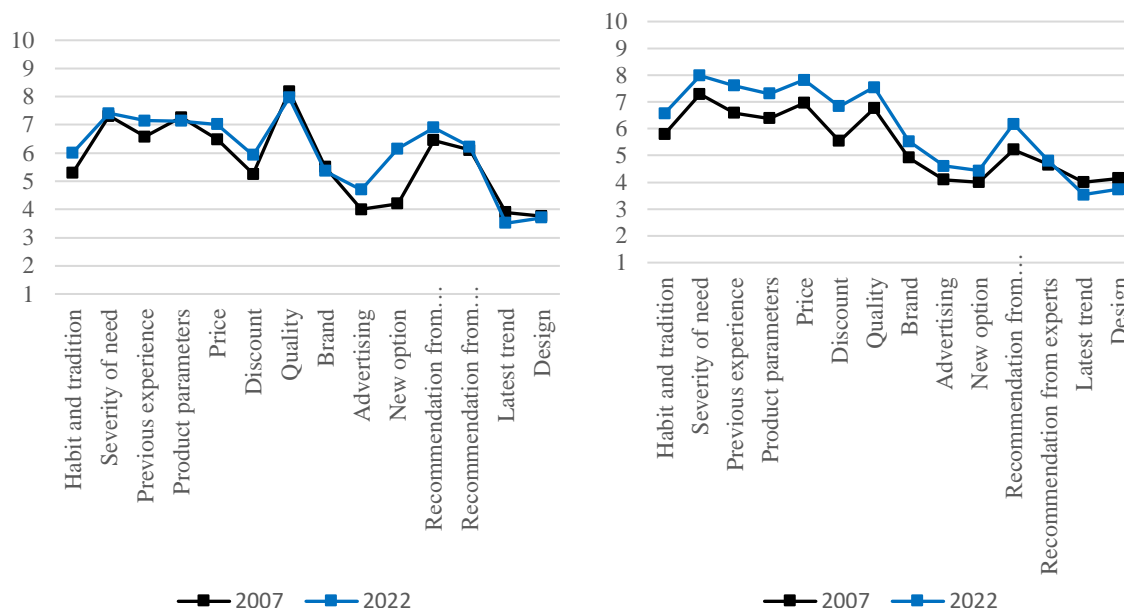 10
9
8
7
6
5
4
3
2
1
Habit and tradition
Severity of need
Previous experience
Product parameters
Price
Discount
Quality
Brand
Advertising
New option
Recommendation from…
Recommendation from…
Latest trend
Design
2007
2022
10
9
8
7
6
5
4
3
2
1
Habit and tradition
Severity of need
Previous experience
Product parameters
Price
Discount
Quality
Brand
Advertising
New option
Recommendation from…
Recommendation from experts
Latest trend
Design
2007
2022